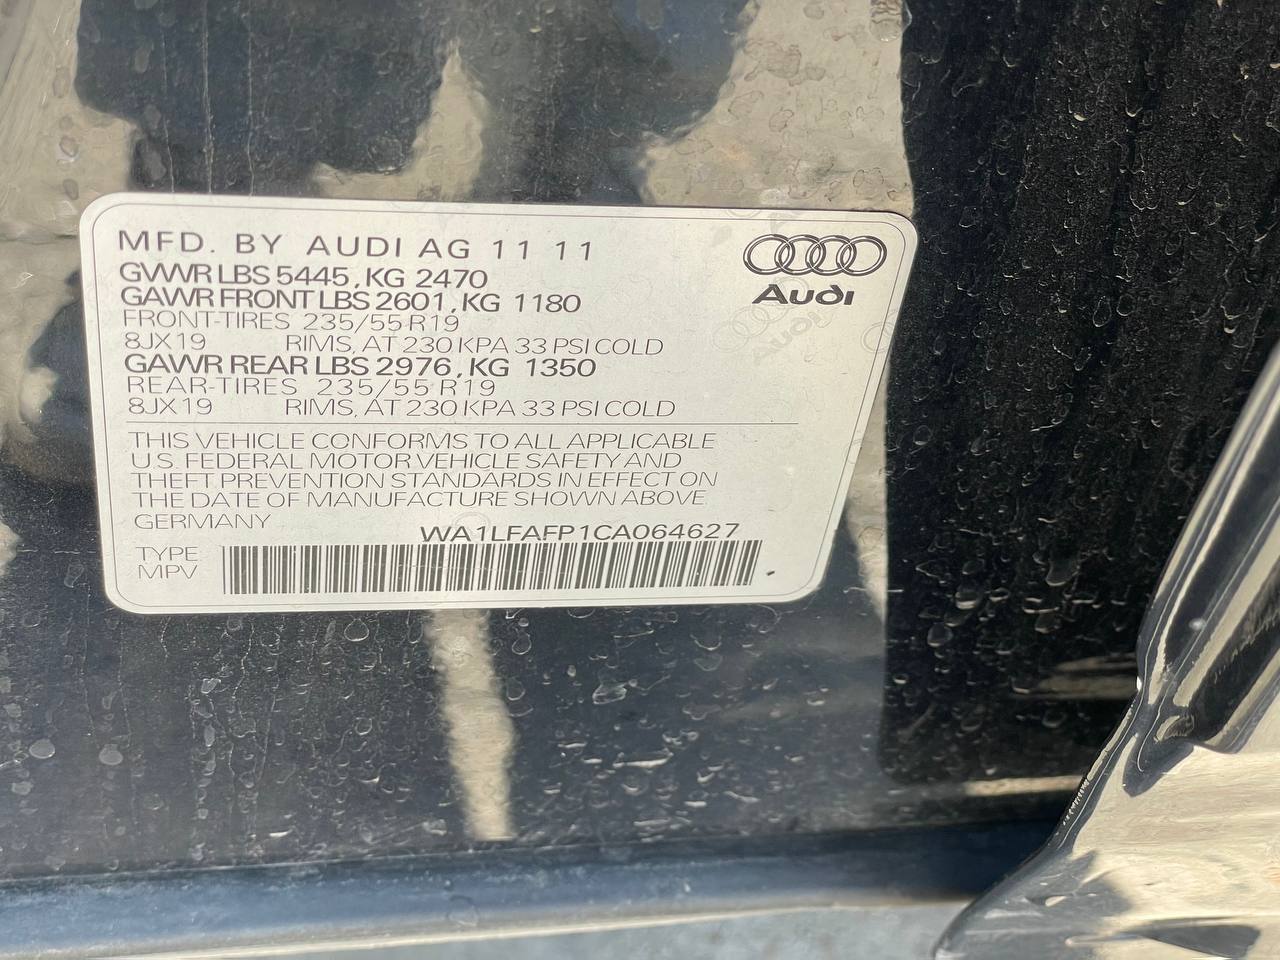 MFD. BY AUDI AG 11 11
GVWR LBS 5445, KG 2470
GAWR FRONT LBS 2601, KG 1180
FRONT-TIRES 235/55 R19
8JX19 RIMS, AT 230 KPA 33 PSI COLD
GAWR REAR LBS 2976, KG 1350
REAR-TIRES 235/55 R19
8JX19 RIMS, AT 230 KPA 33 PSI COLD
Audi
THIS VEHICLE CONFORMS TO ALL APPLICABLE
U.S. FEDERAL MOTOR VEHICLE SAFETY AND
THEFT PREVENTION STANDARDS IN EFFECT ON
THE DATE OF MANUFACTURE SHOWN ABOVE
GERMANY WA1LFAFP1CA064627
TYPE
MPV